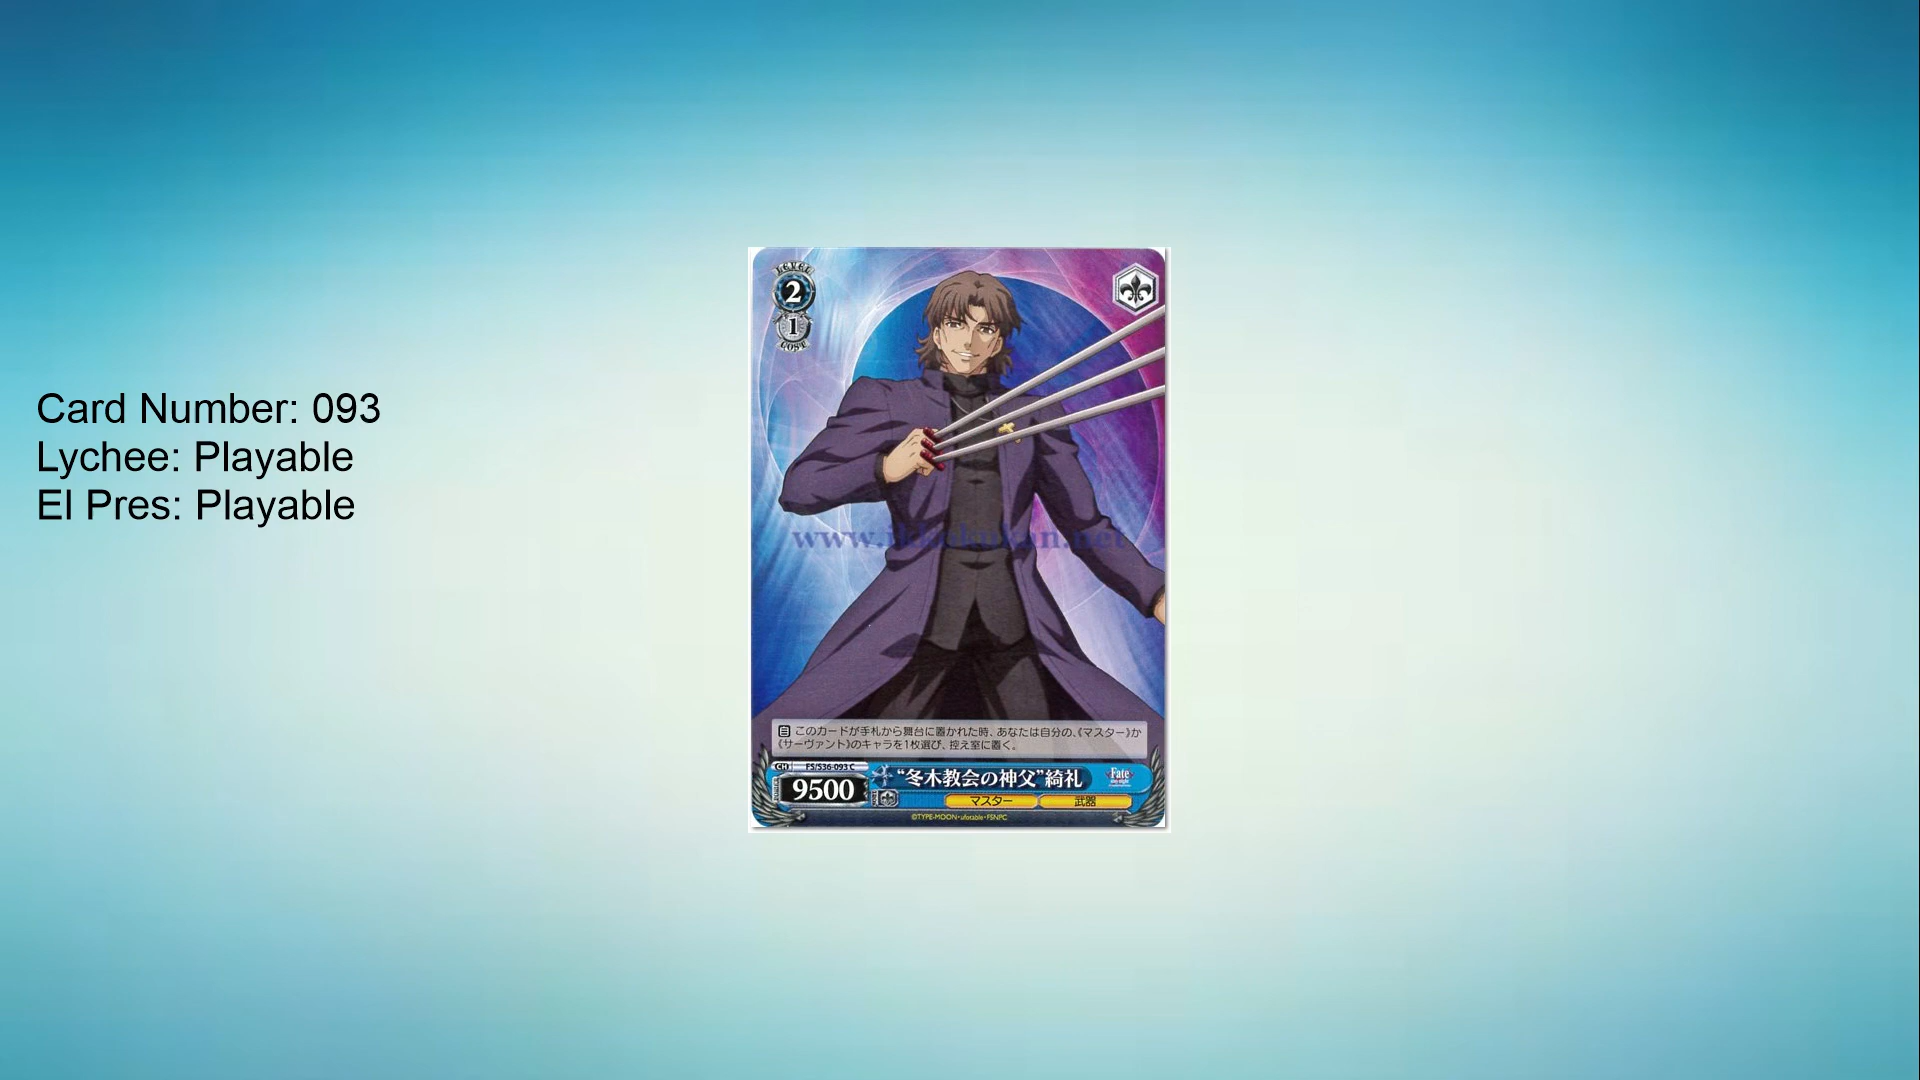 Card Number: 093
Lychee: Playable
El Pres: Playable
LEVEL
2
1
COST
このカードが手札から舞台に置かれた時、あなたは自分の、《マスター》か
《サーヴァント》のキャラを1枚選び、控え室に置く。
CH FS/S36-093 C
“冬木教会の神父”綺礼
Fate
POWER
9500
SOUL
マスター 武器
©TYPE-MOON・ufotable・FSNPC